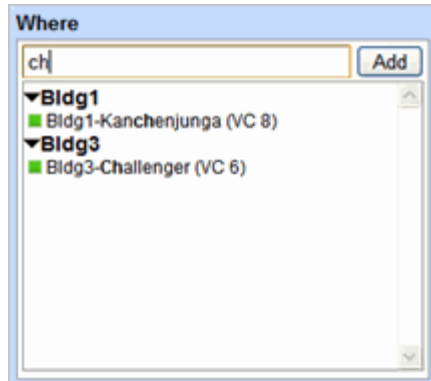 Where
ch
Add
Bldg1
Bldg1-Kanchenjunga (VC 8)
Bldg3
Bldg3-Challenger (VC 6)